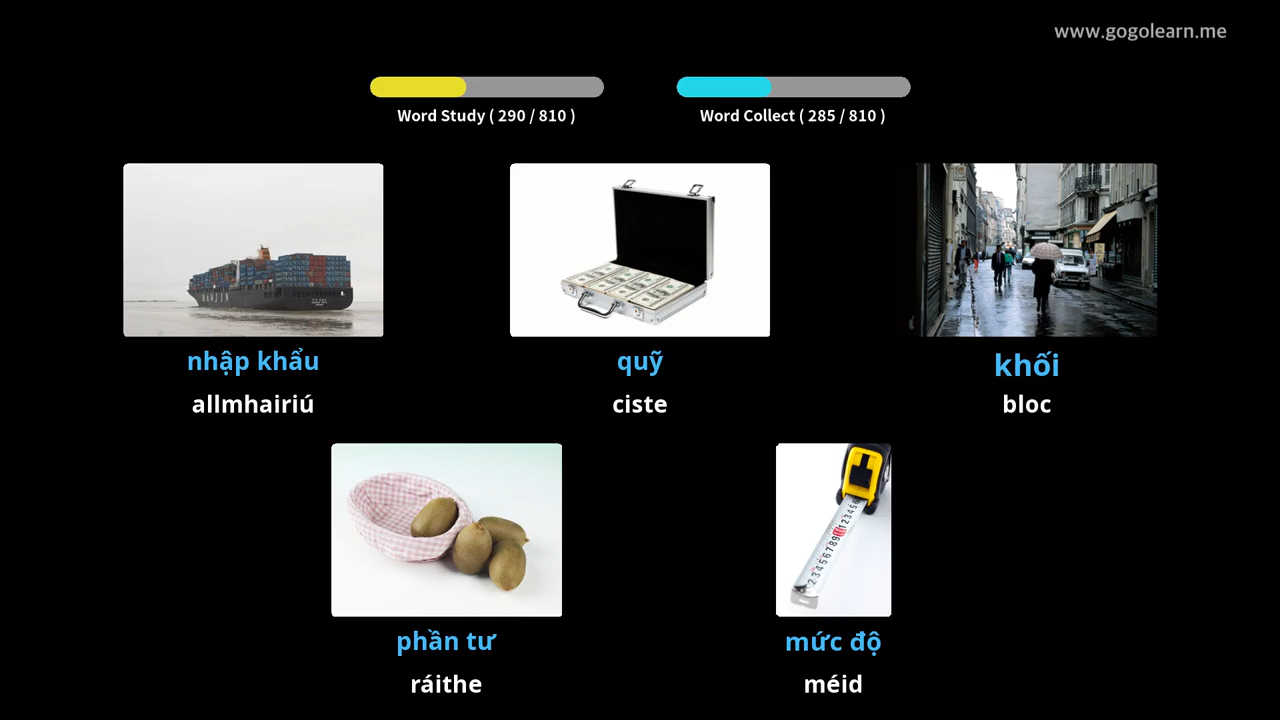 www.gogolearn.me
Word Study ( 290 / 810 )
Word Collect ( 285 / 810 )
HANJIN
nhập khẩu
allmhairiú
quỹ
ciste
khối
bloc
phần tư
ráithe
mức độ
méid